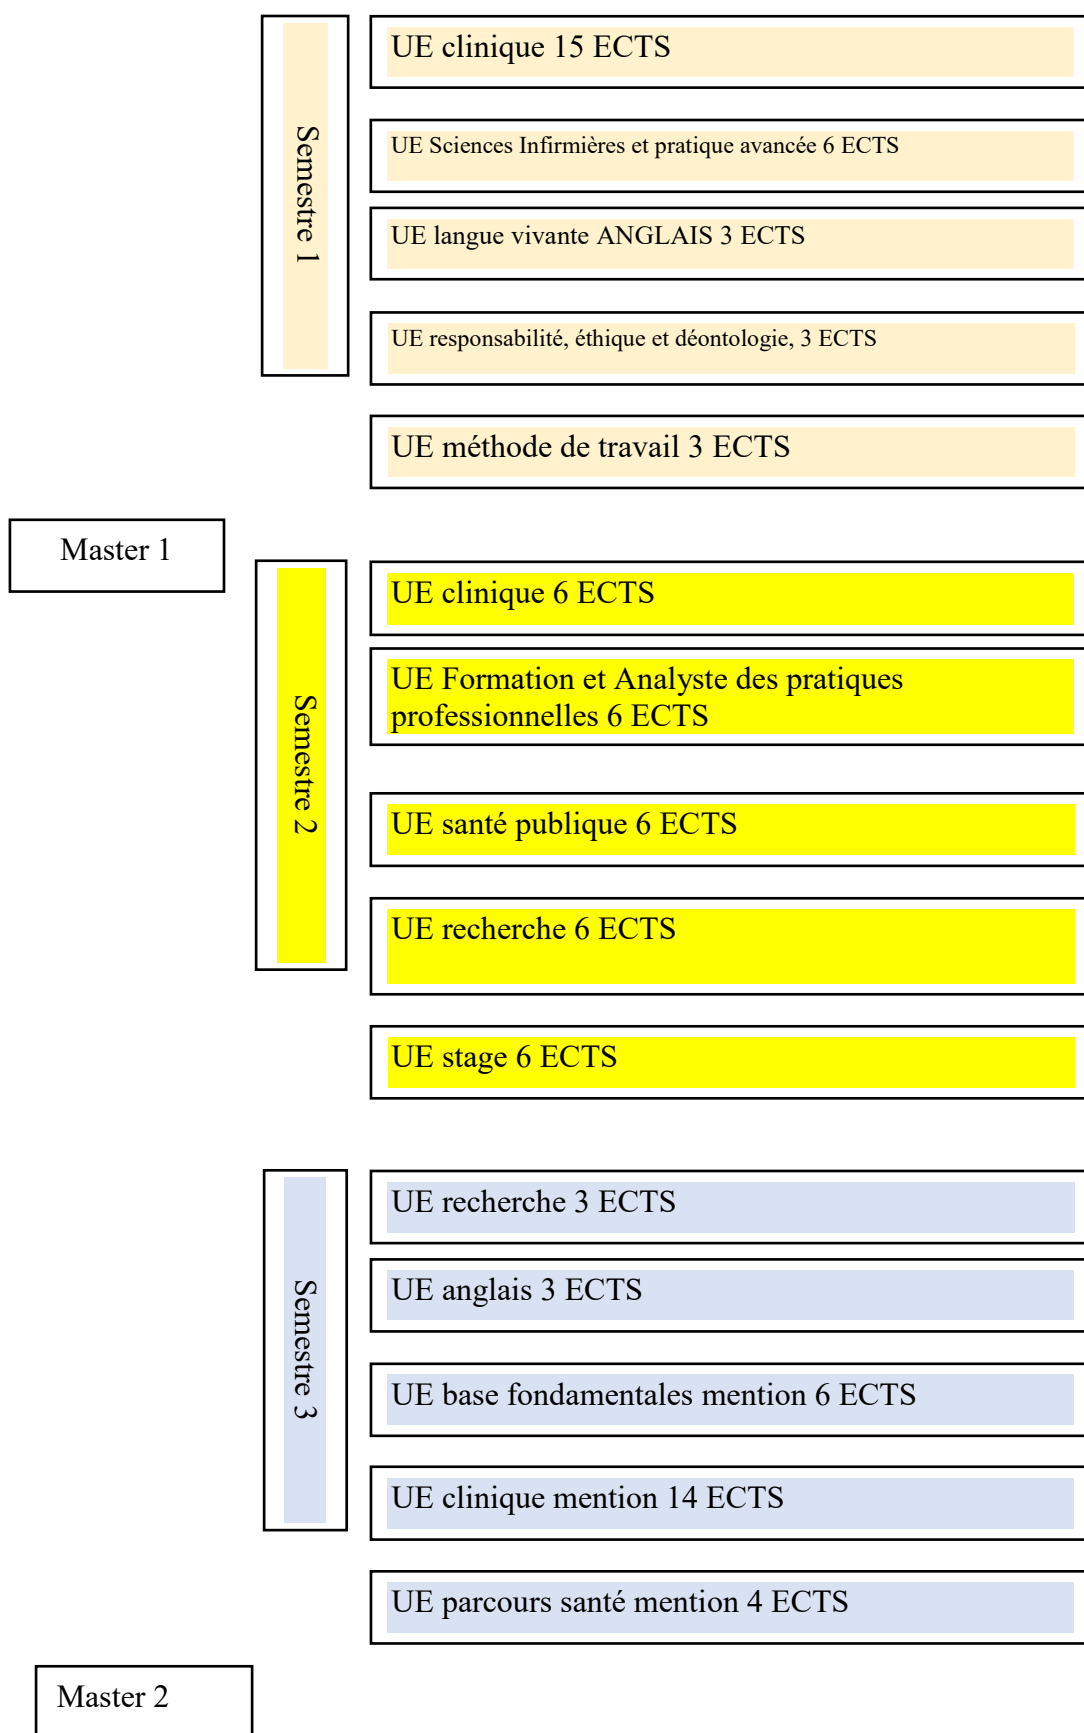 Semestre 1
UE clinique 15 ECTS
UE Sciences Infirmières et pratique avancée 6 ECTS
UE langue vivante ANGLAIS 3 ECTS
UE responsabilité, éthique et déontologie, 3 ECTS
UE méthode de travail 3 ECTS
Master 1
Semestre 2
UE clinique 6 ECTS
UE Formation et Analyste des pratiques
professionnelles 6 ECTS
UE santé publique 6 ECTS
UE recherche 6 ECTS
UE stage 6 ECTS
Semestre 3
UE recherche 3 ECTS
UE anglais 3 ECTS
UE base fondamentales mention 6 ECTS
UE clinique mention 14 ECTS
UE parcours santé mention 4 ECTS
Master 2